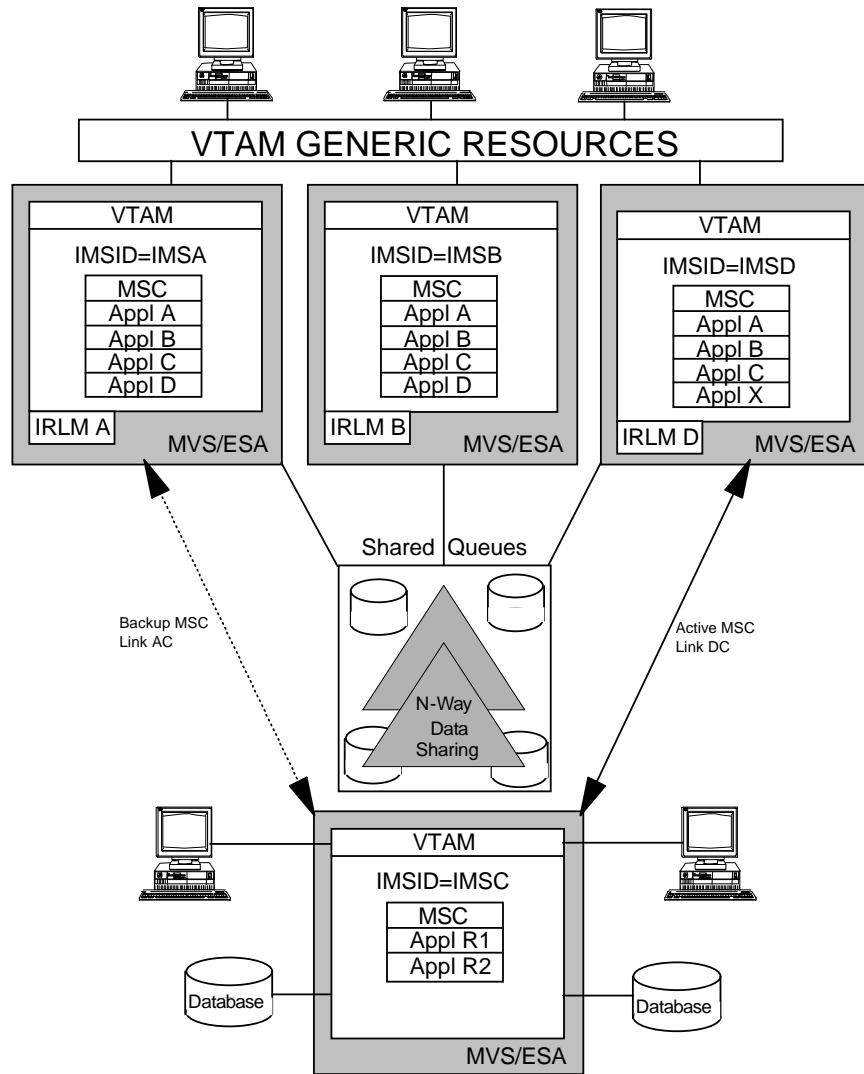 VTAM GENERIC RESOURCES
VTAM
IMSID=IMSA
MSC
Appl A
Appl B
Appl C
Appl D
IRLM A
MVS/ESA
VTAM
IMSID=IMSB
MSC
Appl A
Appl B
Appl C
Appl D
IRLM B
MVS/ESA
VTAM
IMSID=IMSD
MSC
Appl A
Appl B
Appl C
Appl X
IRLM D
MVS/ESA
Shared Queues
Backup MSC
Link AC
Active MSC
Link DC
N-Way
Data
Sharing
VTAM
IMSID=IMSC
MSC
Appl R1
Appl R2
Database
Database
MVS/ESA